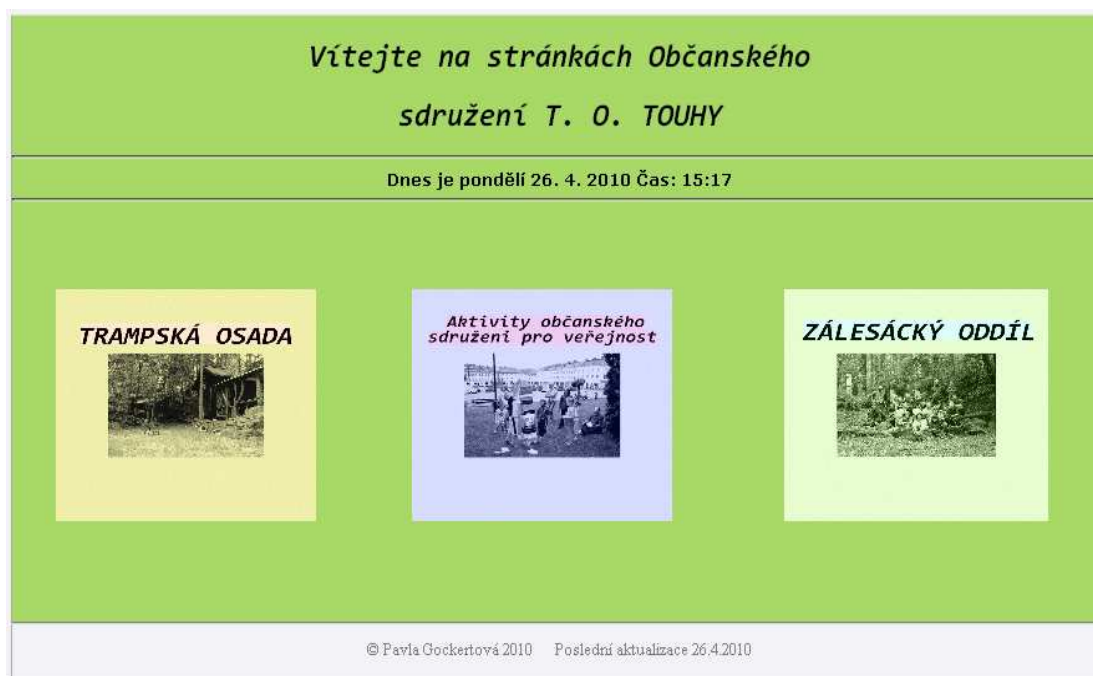 Vítejte na stránkách Občanského
sdružení T. O. TOUHY
Dnes je pondělí 26. 4. 2010 Čas: 15:17
TRAMPSKÁ OSADA
Aktivity občanského
sdružení pro veřejnost
ZÁLESÁCKÝ ODDÍL
© Pavla Gockertová 2010 Poslední aktualizace 26.4.2010